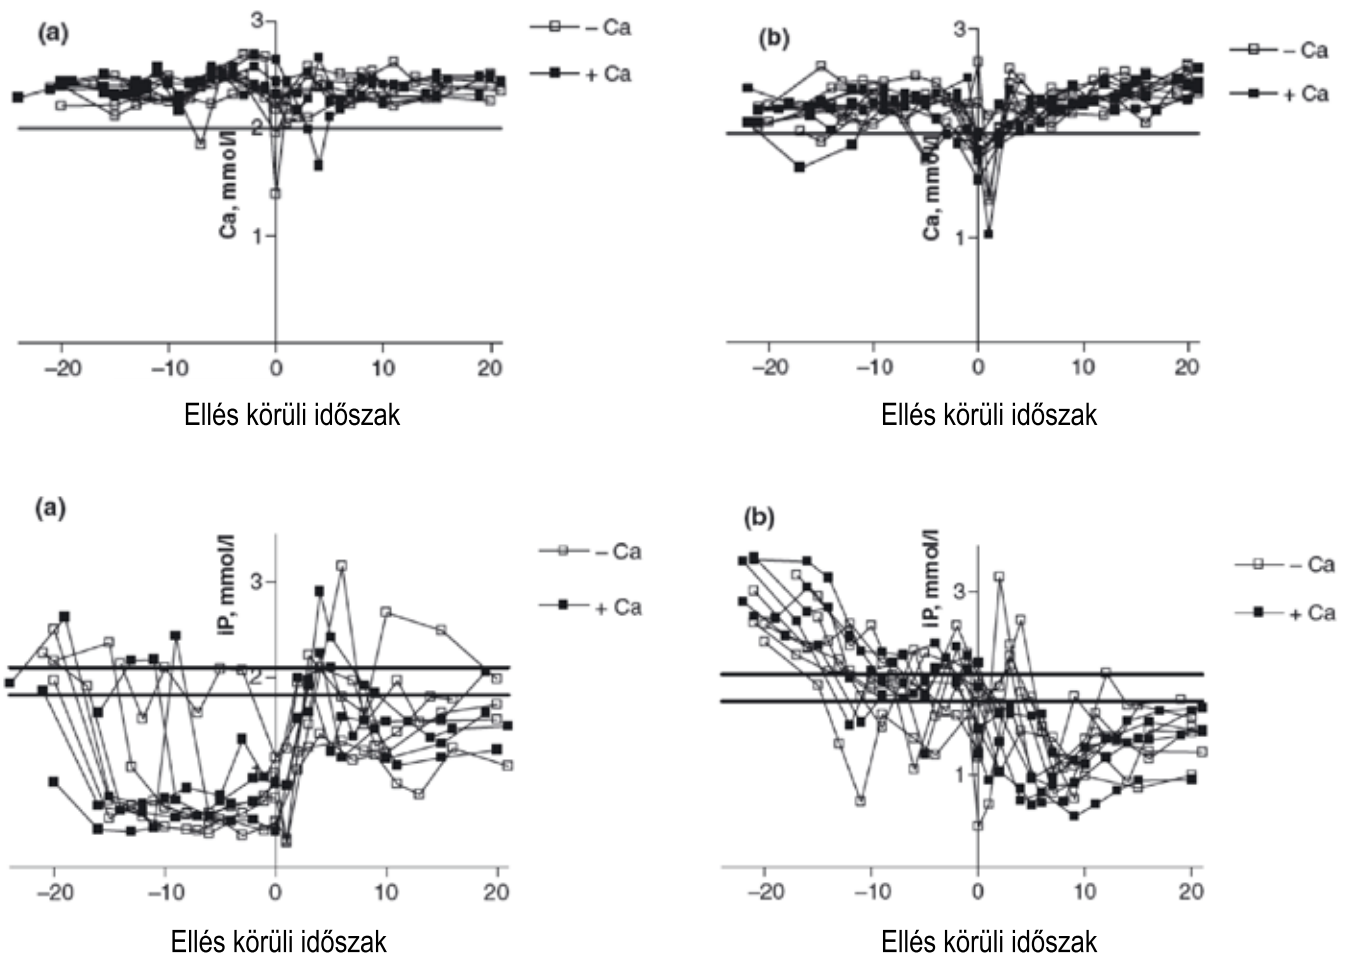 (a)
3
2
1
Ca, mmol/l
– Ca
+ Ca
–20 –10 0 10 20
Ellés körüli időszak
(b)
3
1
Ca, mmol/l
– Ca
+ Ca
–20 –10 0 10 20
Ellés körüli időszak
(a)
iP, mmol/l
3
2
1
– Ca
+ Ca
–20 –10 0 10 20
Ellés körüli időszak
(b)
iP, mmol/l
3
1
– Ca
+ Ca
–20 –10 0 10 20
Ellés körüli időszak